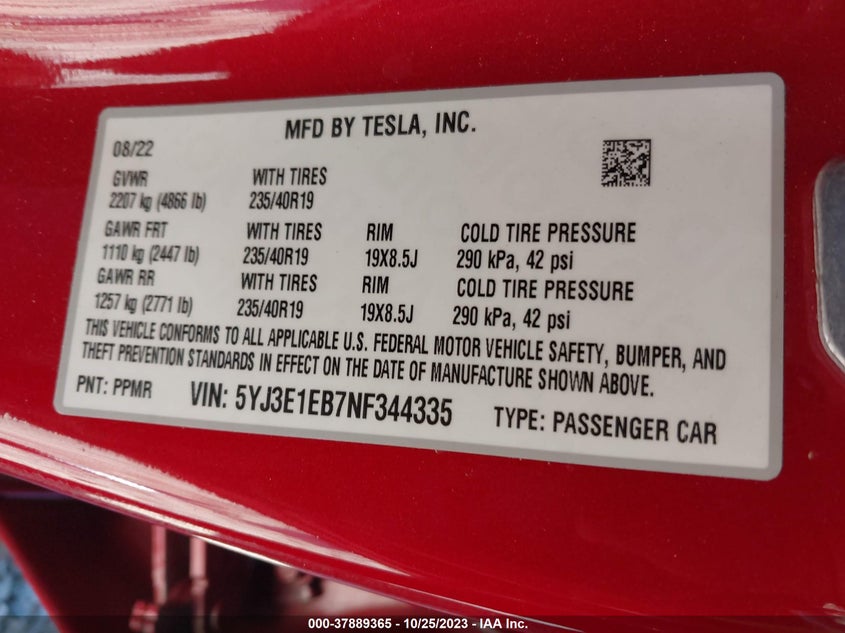 MFD BY TESLA, INC.
08/22
GVWR WITH TIRES
2207 kg (4866 lb) 235/40R19
GAWR FRT WITH TIRES RIM COLD TIRE PRESSURE
1110 kg (2447 lb) 235/40R19 19X8.5J 290 kPa, 42 psi
GAWR RR WITH TIRES RIM COLD TIRE PRESSURE
1257 kg (2771 lb) 235/40R19 19X8.5J 290 kPa, 42 psi
THIS VEHICLE CONFORMS TO ALL APPLICABLE U.S. FEDERAL MOTOR VEHICLE SAFETY, BUMPER, AND
THEFT PREVENTION STANDARDS IN EFFECT ON THE DATE OF MANUFACTURE SHOWN ABOVE.
PNT: PPMR VIN: 5YJ3E1EB7NF344335 TYPE: PASSENGER CAR
000-37889365 - 10/25/2023 - IAA Inc.